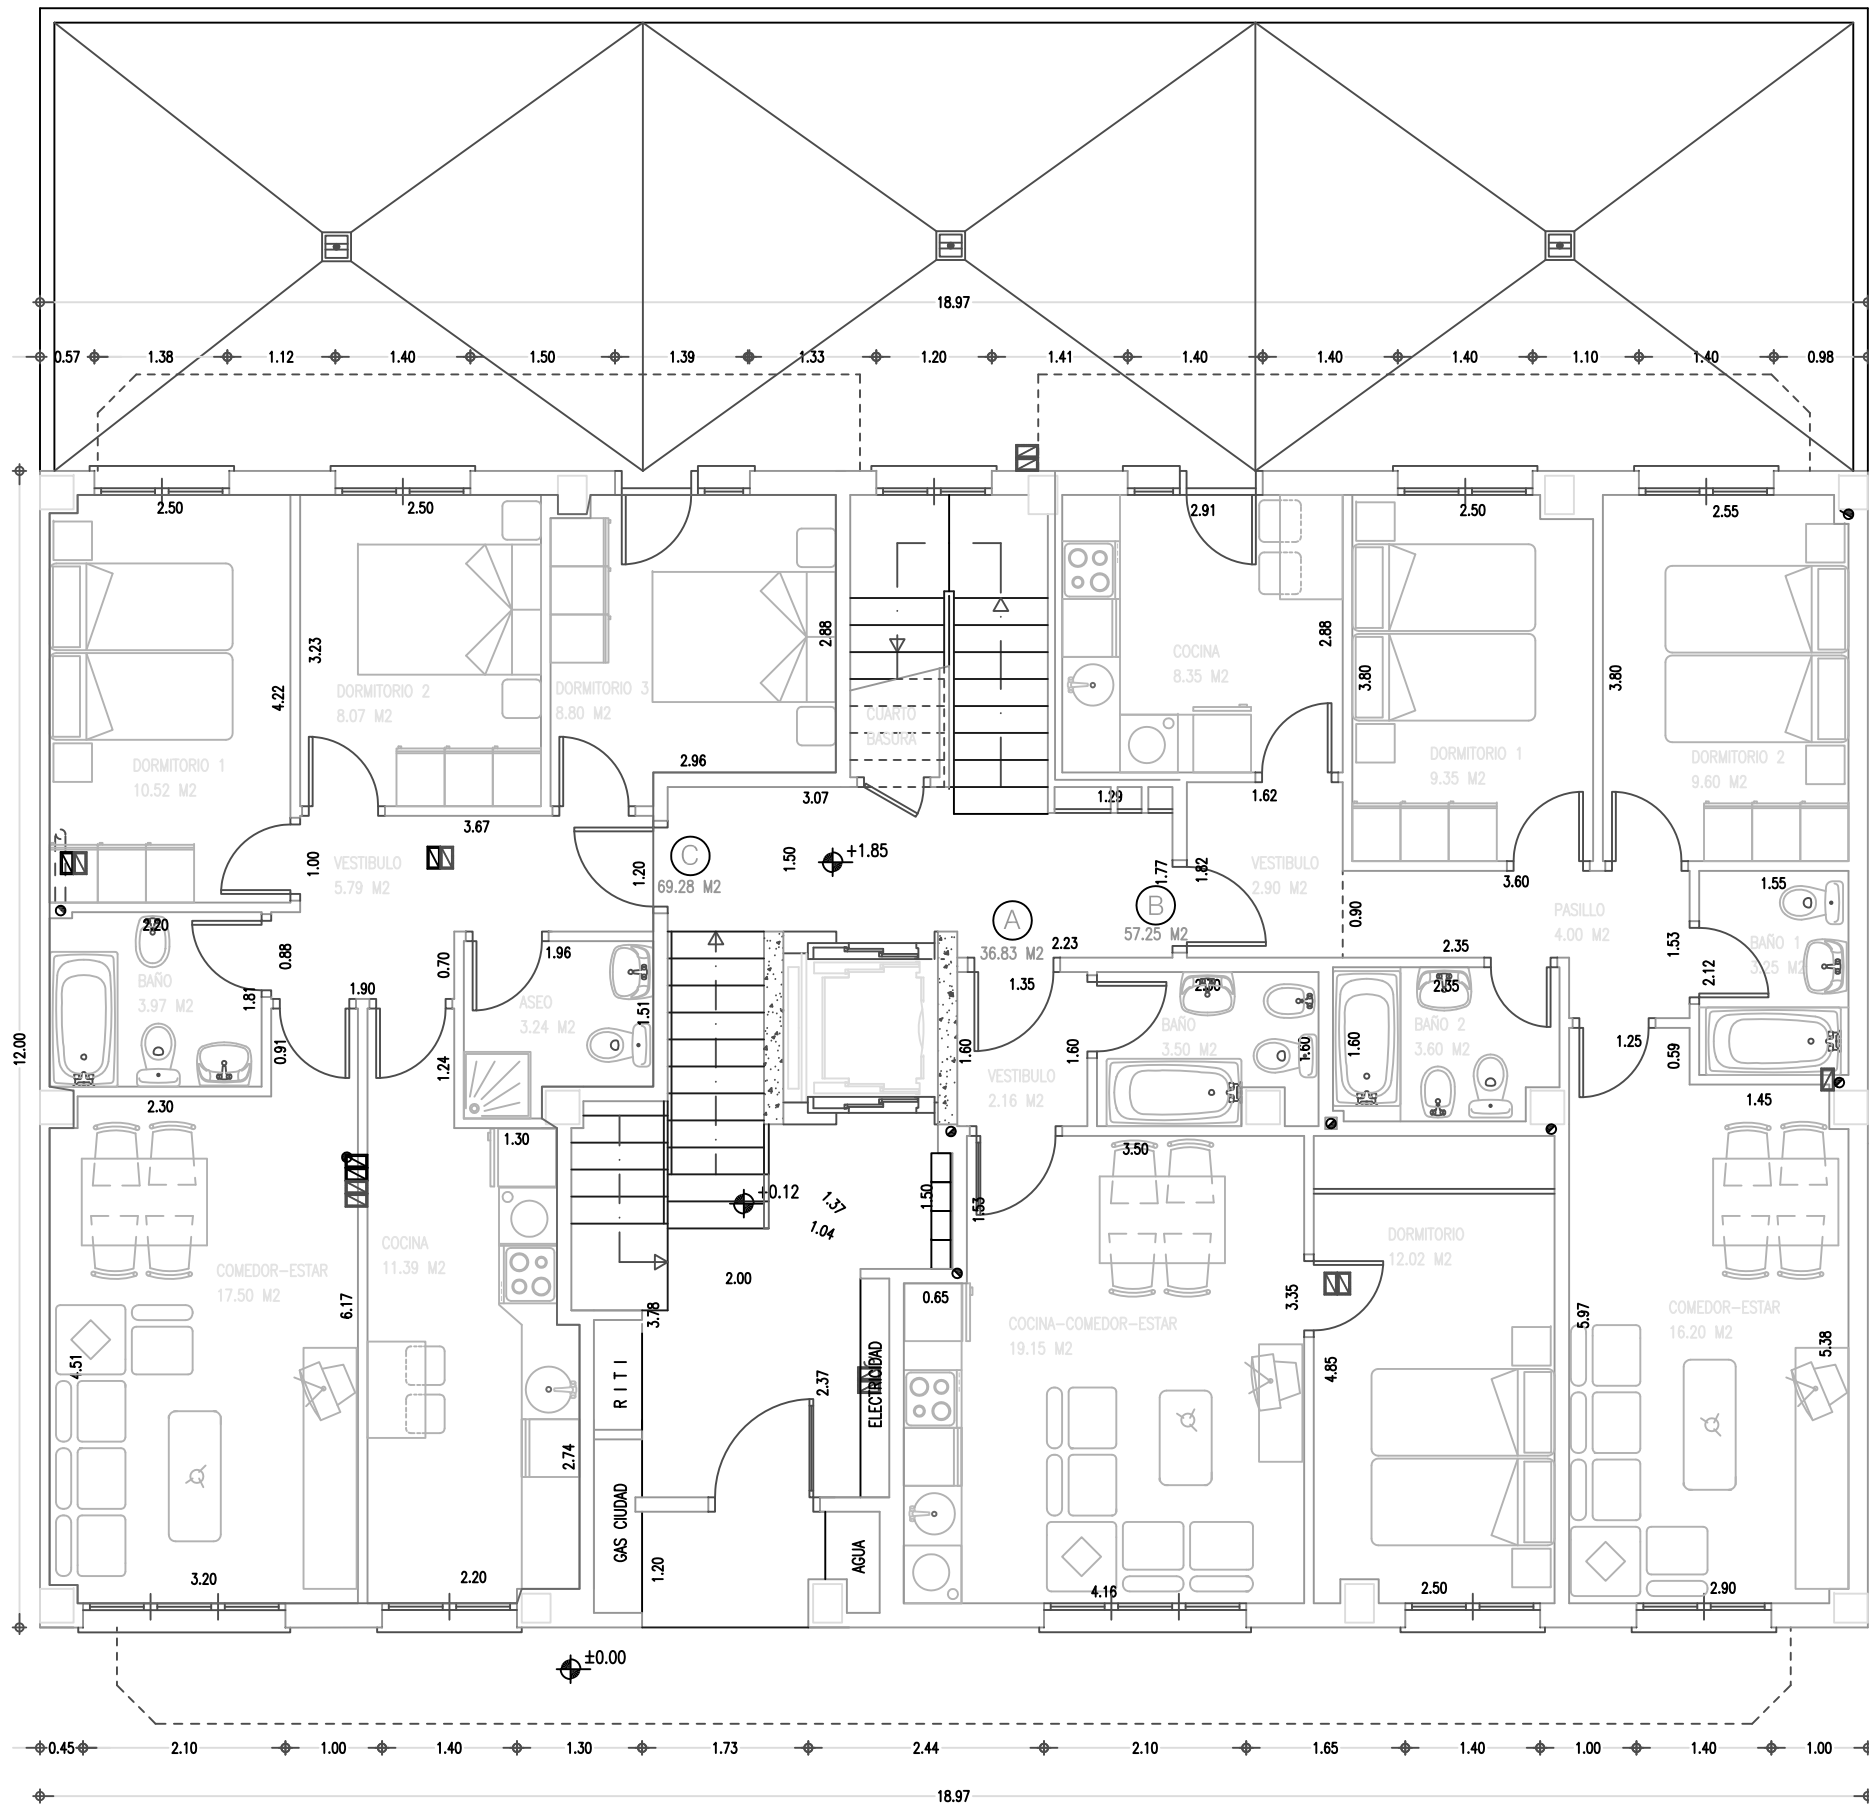 18.97
0.57 1.38 1.12 1.40 1.50 1.39 1.33 1.20 1.41 1.40 1.40 1.40 1.10 1.40 0.98
2.50 2.50 2.91 2.50 2.55
3.23
2.88
2.88
COCINA
8.35 M2
4.22
DORMITORIO 2
8.07 M2
DORMITORIO 3
8.80 M2
3.80
3.80
CUARTO
BASURA
DORMITORIO 1
10.52 M2
2.96
DORMITORIO 1
9.35 M2
DORMITORIO 2
9.60 M2
3.07
1.29
1.62
3.67
VESTIBULO
5.79 M2
1.00
1.20
C
69.28 M2
1.50
+1.85
1.77
1.82
VESTIBULO
2.90 M2
3.60
1.55
2.20
A
36.83 M2
B
57.25 M2
2.23
0.90
PASILLO
4.00 M2
2.35
1.53
BAÑO 1
3.25 M2
2.12
0.88
0.70
1.96
BAÑO
3.97 M2
1.81
1.90
ASEO
3.24 M2
1.51
1.35
2.00
2.35
BAÑO
3.50 M2
BAÑO 2
3.60 M2
12.00
0.91
1.24
1.60
1.60
1.60
1.60
1.25
0.59
VESTIBULO
2.16 M2
2.30
1.45
1.30
3.50
+0.12
1.37
1.04
1.50
1.53
COCINA
11.39 M2
DORMITORIO
12.02 M2
COMEDOR-ESTAR
17.50 M2
6.17
2.00
0.65
3.35
3.78
COCINA-COMEDOR-ESTAR
19.15 M2
5.97
COMEDOR-ESTAR
16.20 M2
5.38
4.51
R I T I
2.37
ELECTRICIDAD
4.85
2.74
GAS CIUDAD
1.20
AGUA
3.20
2.20
4.16
2.50
2.90
±0.00
0.45 2.10 1.00 1.40 1.30 1.73 2.44 2.10 1.65 1.40 1.00 1.40 1.00
18.97